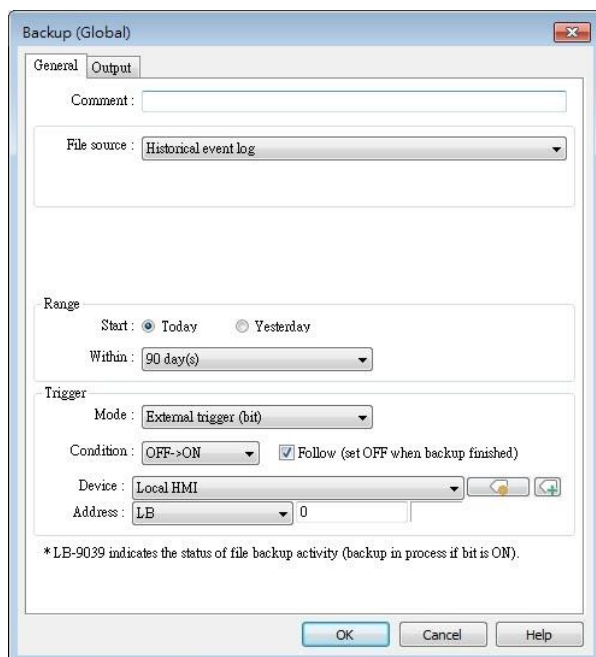 Backup (Global)
General Output
Comment :
File source : Historical event log
Range
Start : Today Yesterday
Within : 90 day(s)
Trigger
Mode : External trigger (bit)
Condition : OFF->ON Follow (set OFF when backup finished)
Device : Local HMI
Address : LB 0
* LB-9039 indicates the status of file backup activity (backup in process if bit is ON).
OK Cancel Help